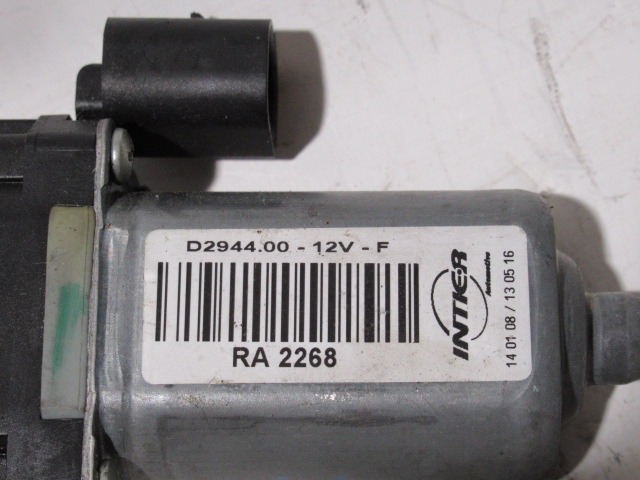 D2944.00 - 12V - F
RA 2268
INTIER
Automotive
14 01 08 / 13 05 16